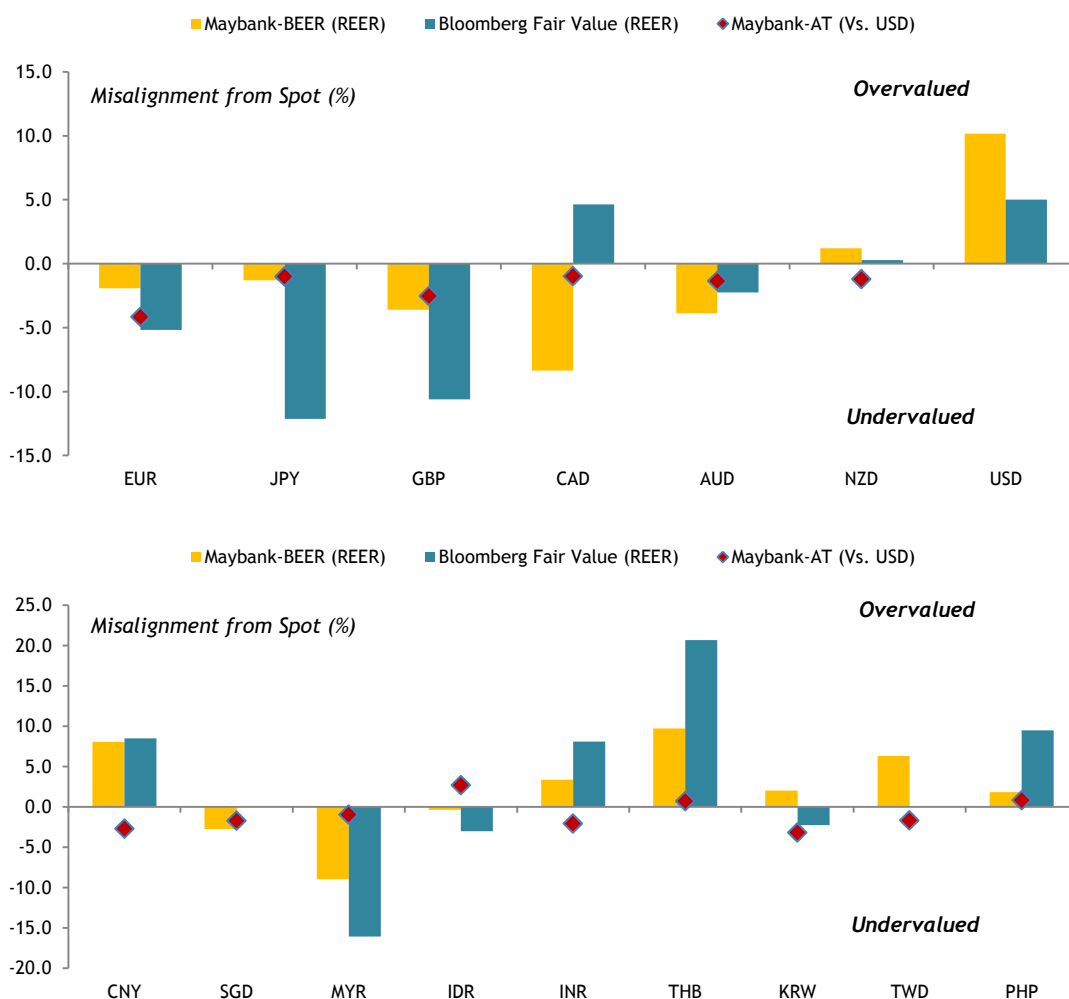 Maybank-BEER (REER) Bloomberg Fair Value (REER) Maybank-AT (Vs. USD)
15.0
Misalignment from Spot (%) Overvalued
10.0
5.0
0.0
-5.0
-10.0
Undervalued
-15.0
EUR JPY GBP CAD AUD NZD USD
Maybank-BEER (REER) Bloomberg Fair Value (REER) Maybank-AT (Vs. USD)
25.0 Overvalued
Misalignment from Spot (%)
20.0
15.0
10.0
5.0
0.0
-5.0
-10.0
-15.0 Undervalued
-20.0
CNY SGD MYR IDR INR THB KRW TWD PHP